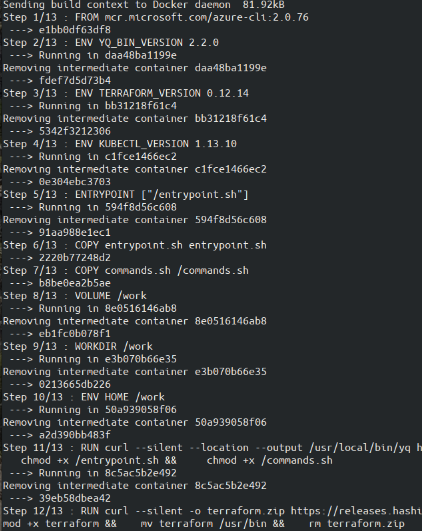 Sending build context to Docker daemon  81.92kB
Step 1/13 : FROM mcr.microsoft.com/azure-cli:2.0.76
 ---> e1bb0df63df8
Step 2/13 : ENV YQ_BIN_VERSION 2.2.0
 ---> Running in daa48ba1199e
Removing intermediate container daa48ba1199e
 ---> fdef7d5d73b4
Step 3/13 : ENV TERRAFORM_VERSION 0.12.14
 ---> Running in bb31218f61c4
Removing intermediate container bb31218f61c4
 ---> 5342f3212306
Step 4/13 : ENV KUBECTL_VERSION 1.13.10
 ---> Running in c1fce1466ec2
Removing intermediate container c1fce1466ec2
 ---> 0e304ebc3703
Step 5/13 : ENTRYPOINT ["/entrypoint.sh"]
 ---> Running in 594f8d56c608
Removing intermediate container 594f8d56c608
 ---> 91aa988e1ec1
Step 6/13 : COPY entrypoint.sh entrypoint.sh
 ---> 2220b77248d2
Step 7/13 : COPY commands.sh /commands.sh
 ---> b8be0ea2b5ae
Step 8/13 : VOLUME /work
 ---> Running in 8e0516146ab8
Removing intermediate container 8e0516146ab8
 ---> eb1fc0b078f1
Step 9/13 : WORKDIR /work
 ---> Running in e3b070b66e35
Removing intermediate container e3b070b66e35
 ---> 0213665db226
Step 10/13 : ENV HOME /work
 ---> Running in 50a939058f06
Removing intermediate container 50a939058f06
 ---> a2d390bb483f
Step 11/13 : RUN curl --silent --location --output /usr/local/bin/yq h
   chmod +x /entrypoint.sh &&     chmod +x /commands.sh
 ---> Running in 8c5ac5b2e492
Removing intermediate container 8c5ac5b2e492
 ---> 39eb58dbea42
Step 12/13 : RUN curl --silent -o terraform.zip https://releases.hashi
mod +x terraform &&    mv terraform /usr/bin &&    rm terraform.zip